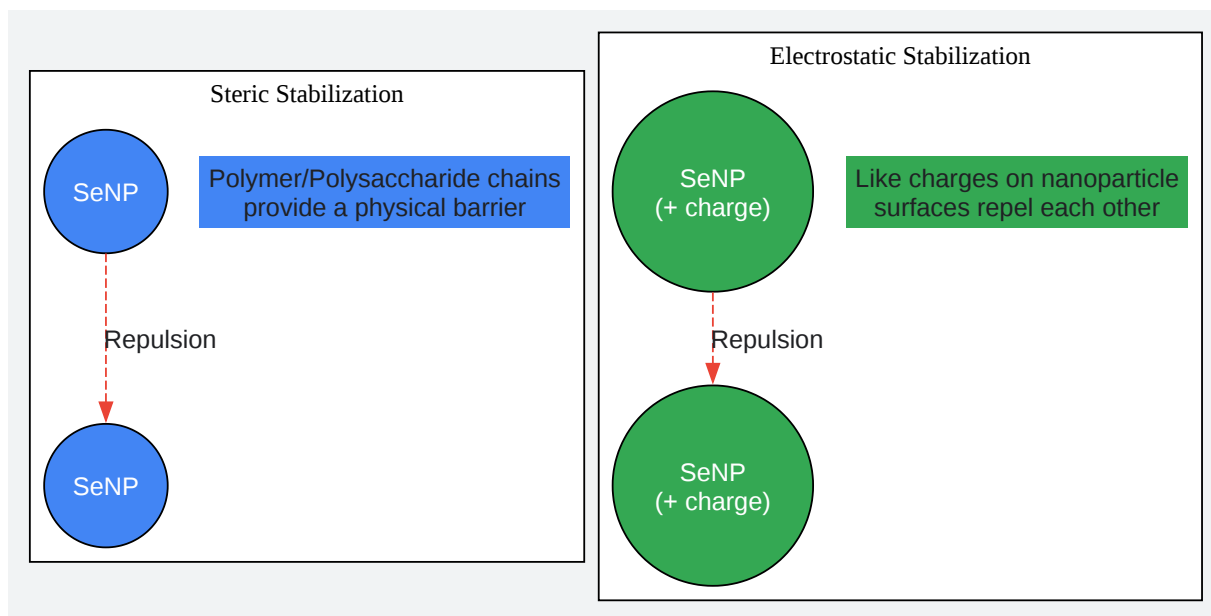 Steric Stabilization
SeNP
Polymer/Polysaccharide chains
provide a physical barrier
Repulsion
SeNP
Electrostatic Stabilization
SeNP
(+ charge)
Like charges on nanoparticle
surfaces repel each other
Repulsion
SeNP
(+ charge)